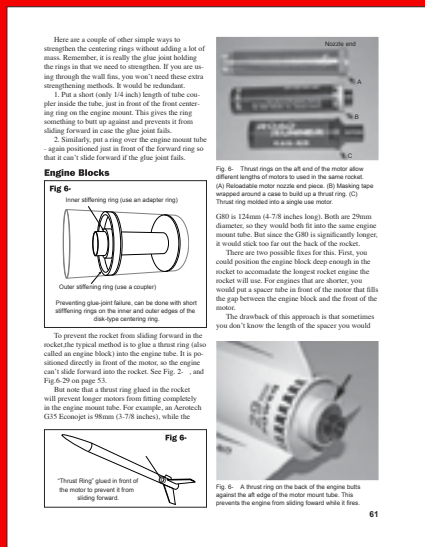 Here are a couple of other simple ways to
strengthen the centering rings without adding a lot of
mass. Remember, it is really the glue joint holding
the rings in that we need to strengthen. If you are us-
ing through the wall fins, you won't need these extra
strengthening methods. It would be redundant.
1. Put a short (only 1/4 inch) length of tube cou-
pler inside the tube, just in front of the front center-
ing ring on the engine mount. This gives the ring
something to butt up against and prevents it from
sliding forward in case the glue joint fails.
2. Similarly, put a ring over the engine mount tube
- again positioned just in front of the forward ring so
that it can't slide forward if the glue joint fails.
Engine Blocks
Fig 6-
Inner stiffening ring (use an adapter ring)
Outer stiffening ring (use a coupler)
Preventing glue-joint failure, can be done with short
stifffening rings on the inner and outer edges of the
disk-type centering ring.
To prevent the rocket from sliding forward in the
rocket,the typical method is to glue a thrust ring (also
called an engine block) into the engine tube. It is po-
sitioned directly in front of the motor, so the engine
can't slide forward into the rocket. See Fig. 2- , and
Fig.6-29 on page 53.
But note that a thrust ring glued in the rocket
will prevent longer motors from fitting completely
in the engine mount tube. For example, an Aerotech
G35 Econojet is 98mm (3-7/8 inches), while the
Fig 6-
"Thrust Ring" glued in front of
the motor to prevent it from
sliding forward.
Nozzle end
A
B
C
Fig. 6- Thrust rings on the aft end of the motor allow
different lengths of motors to used in the same rocket.
(A) Reloadable motor nozzle end piece, (B) Masking tape
wrapped around a case to build up a thrust ring. (C)
Thrust ring molded into a single use motor.
G80 is 124mm (4-7/8 inches long). Both are 29mm
diameter, so they would both fit into the same engine
mount tube. But since the G80 is significantly longer,
it would stick too far out the back of the rocket.
There are two possible fixes for this. First, you
could position the engine block deep enough in the
rocket to accomadate the longest rocket engine the
rocket will use. For engines that are shorter, you
would put a spacer tube in front of the motor that fills
the gap between the engine block and the front of the
motor.
The drawback of this approach is that sometimes
you don't know the length of the spacer you would
Fig. 6- A thrust ring on the back of the engine butts
against the aft edge of the motor mount tube. This
prevents the engine from sliding foward while it fires.
61